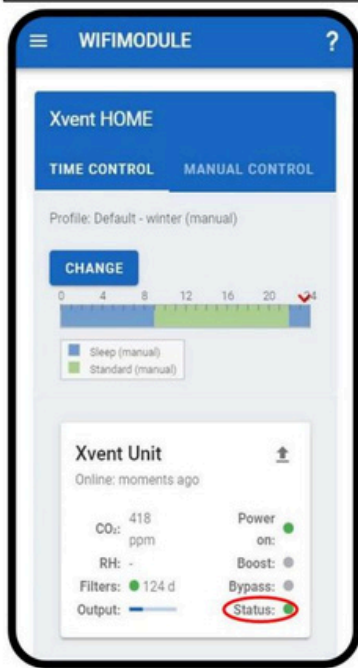 WIFIMODULE ?
Xvent HOME
TIME CONTROL MANUAL CONTROL
Profile: Default - winter (manual)
CHANGE
0 4 8 12 16 20 24
Sleep (manual)
Standard (manual)
Xvent Unit
Online: moments ago
CO₂: 418 ppm Power on:
RH: - Boost:
Filters: 124 d Bypass:
Output: Status: